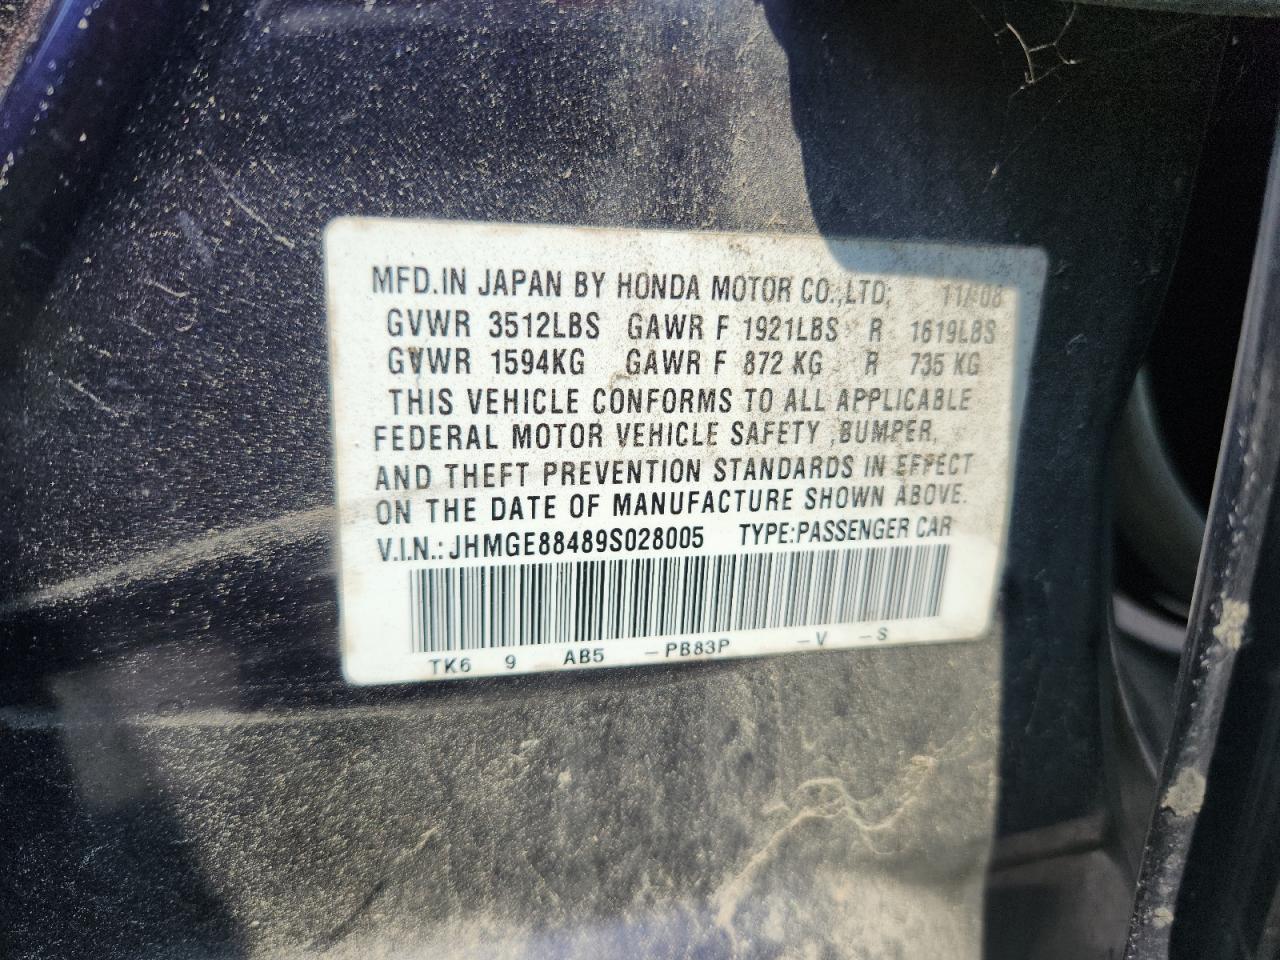 MFD.IN JAPAN BY HONDA MOTOR CO.,LTD. 11/08
GVWR 3512LBS GAWR F 1921LBS R 1619LBS
GVWR 1594KG GAWR F 872 KG R 735 KG
THIS VEHICLE CONFORMS TO ALL APPLICABLE
FEDERAL MOTOR VEHICLE SAFETY ,BUMPER,
AND THEFT PREVENTION STANDARDS IN EFFECT
ON THE DATE OF MANUFACTURE SHOWN ABOVE.
V.I.N.: JHMGE88489S028005 TYPE:PASSENGER CAR
TK6 9 AB5 -PB83P -V -S